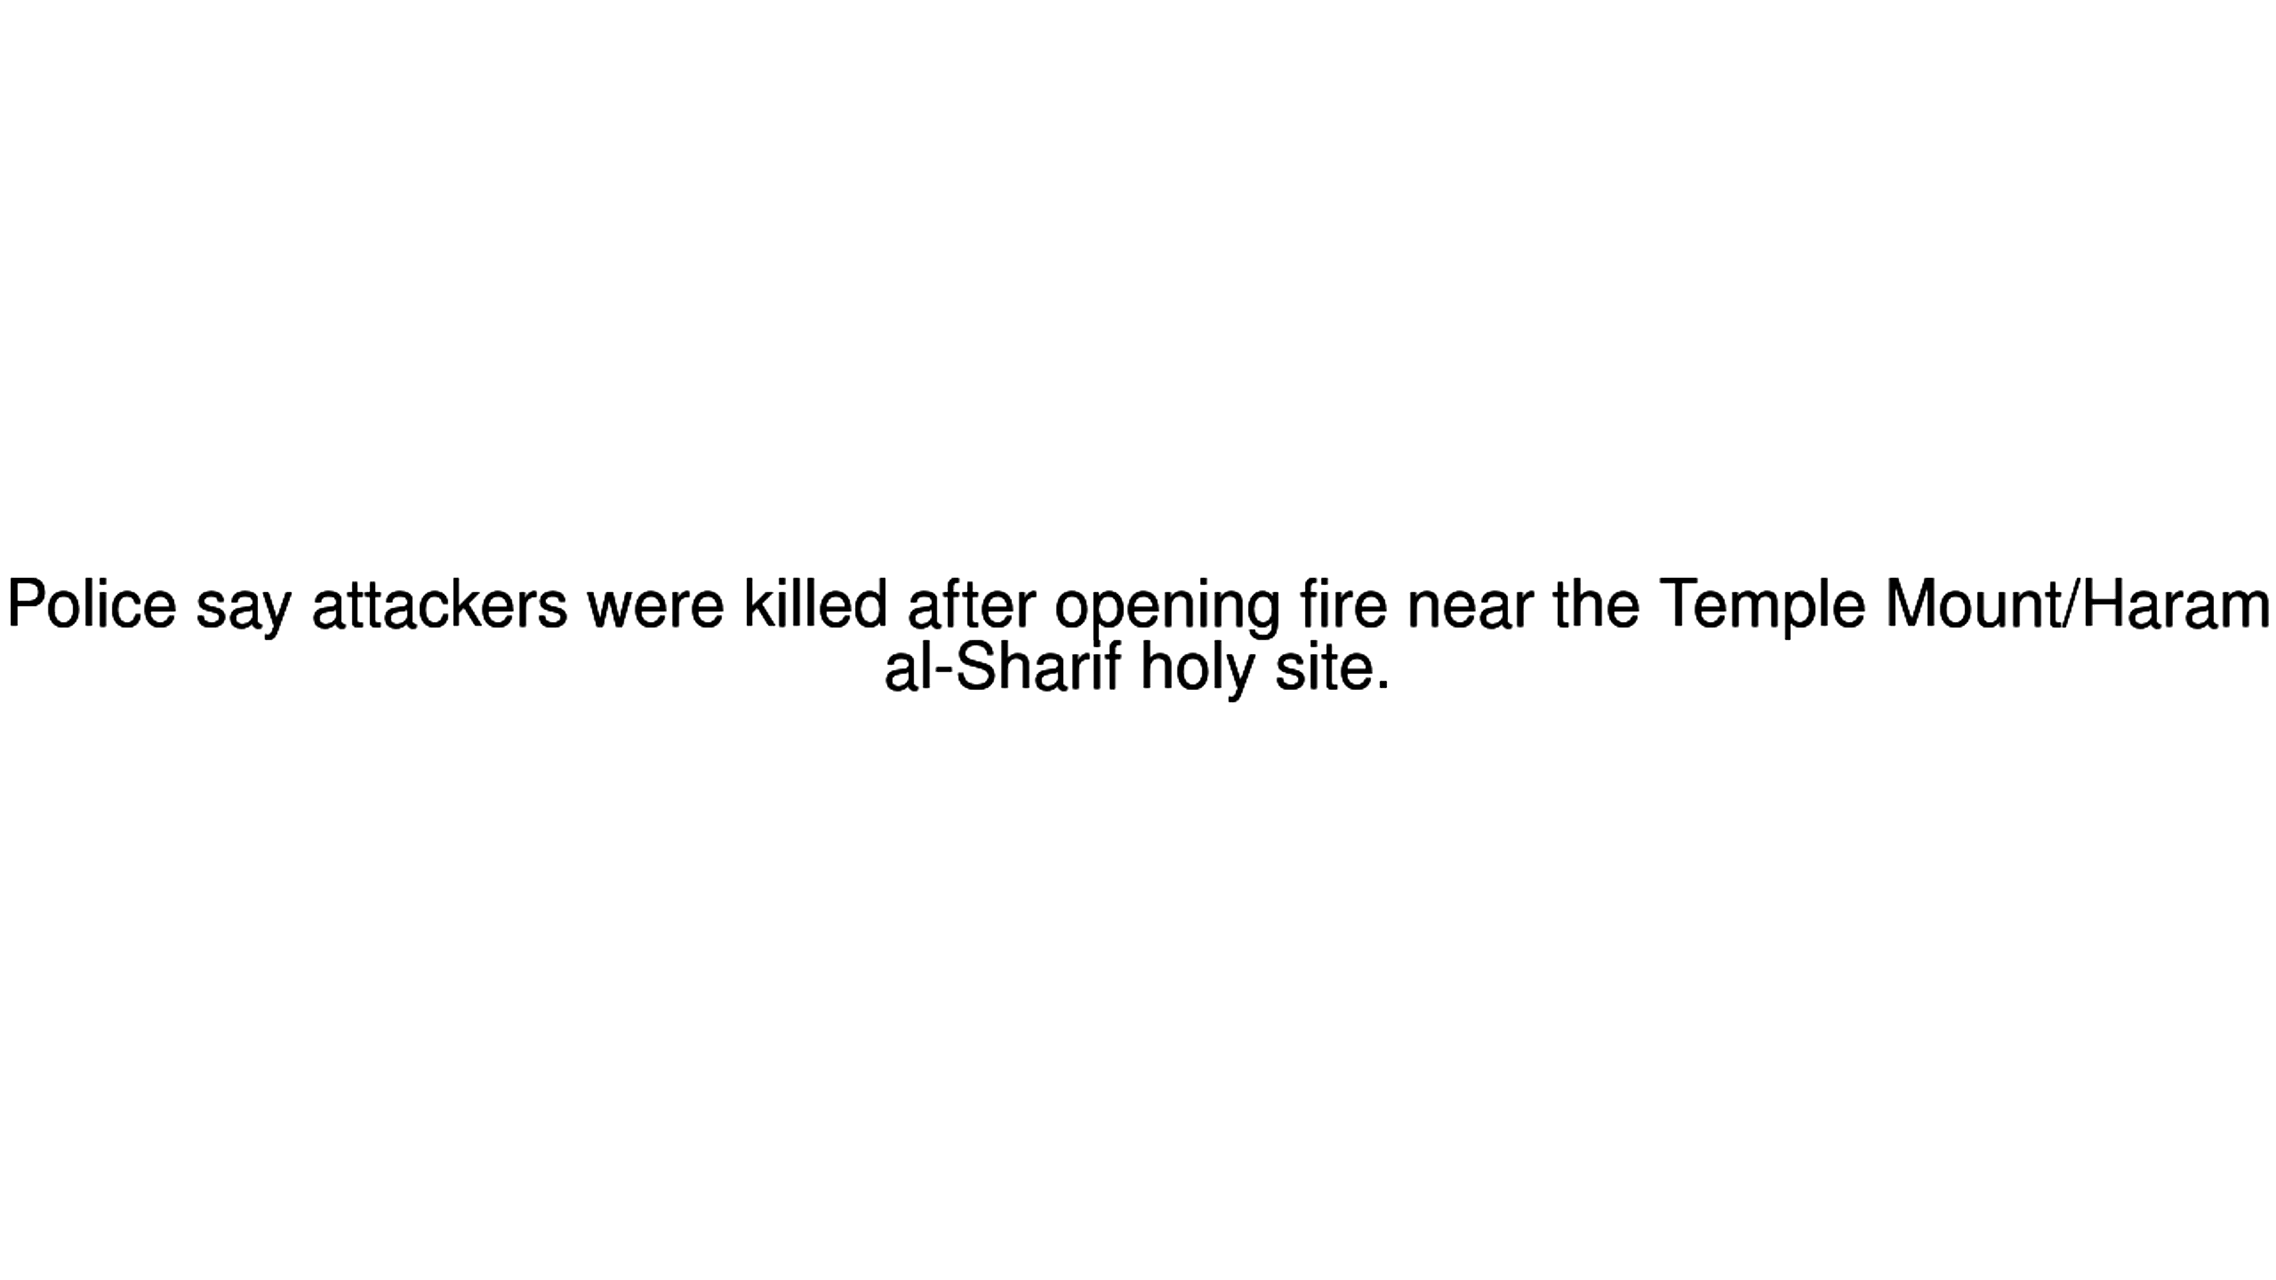 Police say attackers were killed after opening fire near the Temple Mount/Haram
al-Sharif holy site.